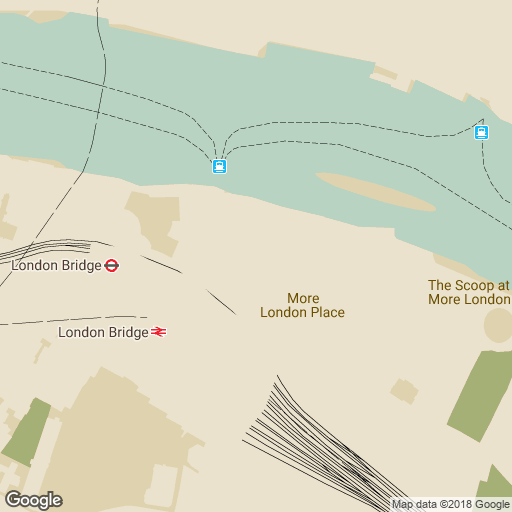 London Bridge
The Scoop at
More London
More
London Place
London Bridge
Google
Map data ©2018 Google